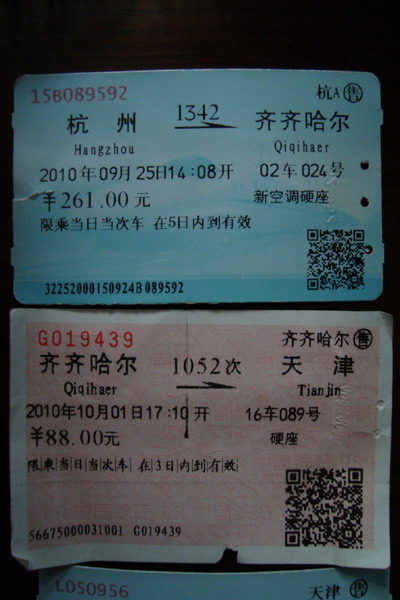 15B089592 杭A 售
杭州 1342 齐齐哈尔
Hangzhou Qiqihaer
2010年09月25日14:08开 02车024号
¥261.00元 新空调硬座
限乘当日当次车 在5日内到有效
32252000150924B089592
G019439 齐齐哈尔 售
齐齐哈尔 1052次 天津
Qiqihaer Tianjin
2010年10月01日17:10开 16车089号
¥88.00元 硬座
限乘当日当次车 在3日内到有效
56675000031001 G019439
L050956 天津 售